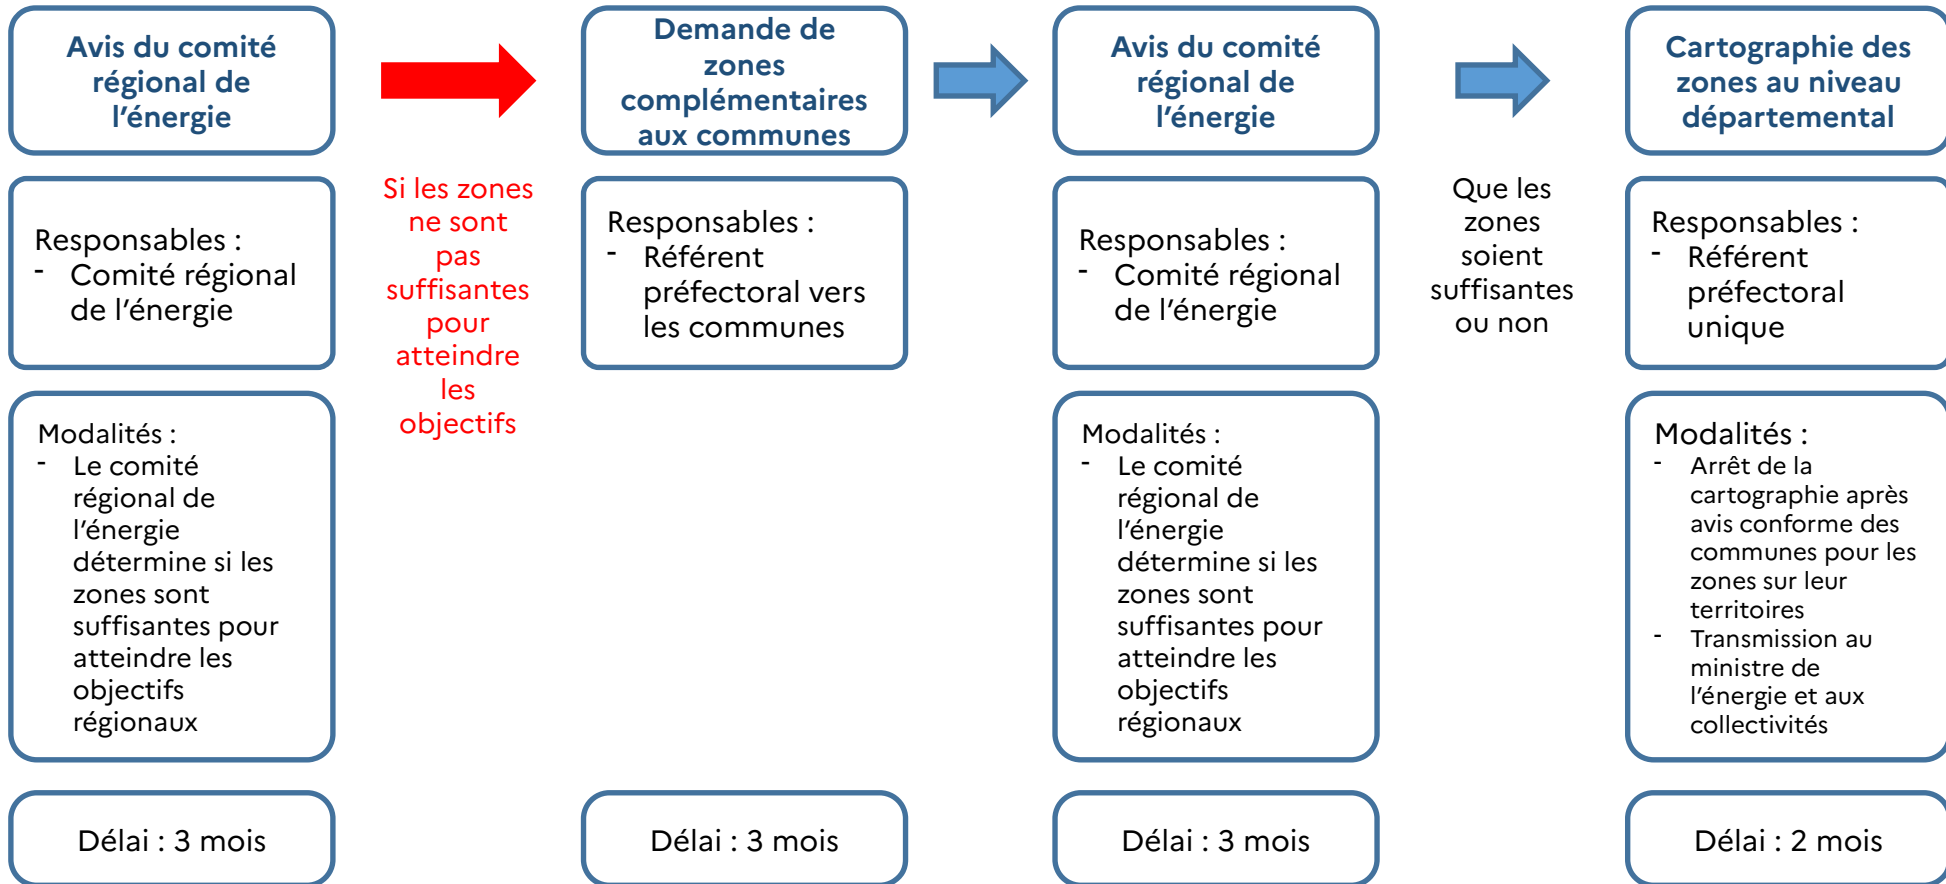 Avis du comité
régional de
l’énergie
Demande de
zones
complémentaires
aux communes
Avis du comité
régional de
l’énergie
Cartographie des
zones au niveau
départemental
Responsables :
- Comité régional
de l’énergie
Si les zones
ne sont
pas
suffisantes
pour
atteindre
les
objectifs
Responsables :
- Référent
préfectoral vers
les communes
Responsables :
- Comité régional
de l’énergie
Que les
zones
soient
suffisantes
ou non
Responsables :
- Référent
préfectoral
unique
Modalités :
- Le comité
régional de
l’énergie
détermine si les
zones sont
suffisantes pour
atteindre les
objectifs
régionaux
Modalités :
- Le comité
régional de
l’énergie
détermine si les
zones sont
suffisantes pour
atteindre les
objectifs
régionaux
Modalités :
- Arrêt de la
cartographie après
avis conforme des
communes pour les
zones sur leur
territoires
- Transmission au
ministre de
l’énergie et aux
collectivités
Délai : 3 mois
Délai : 3 mois
Délai : 3 mois
Délai : 2 mois